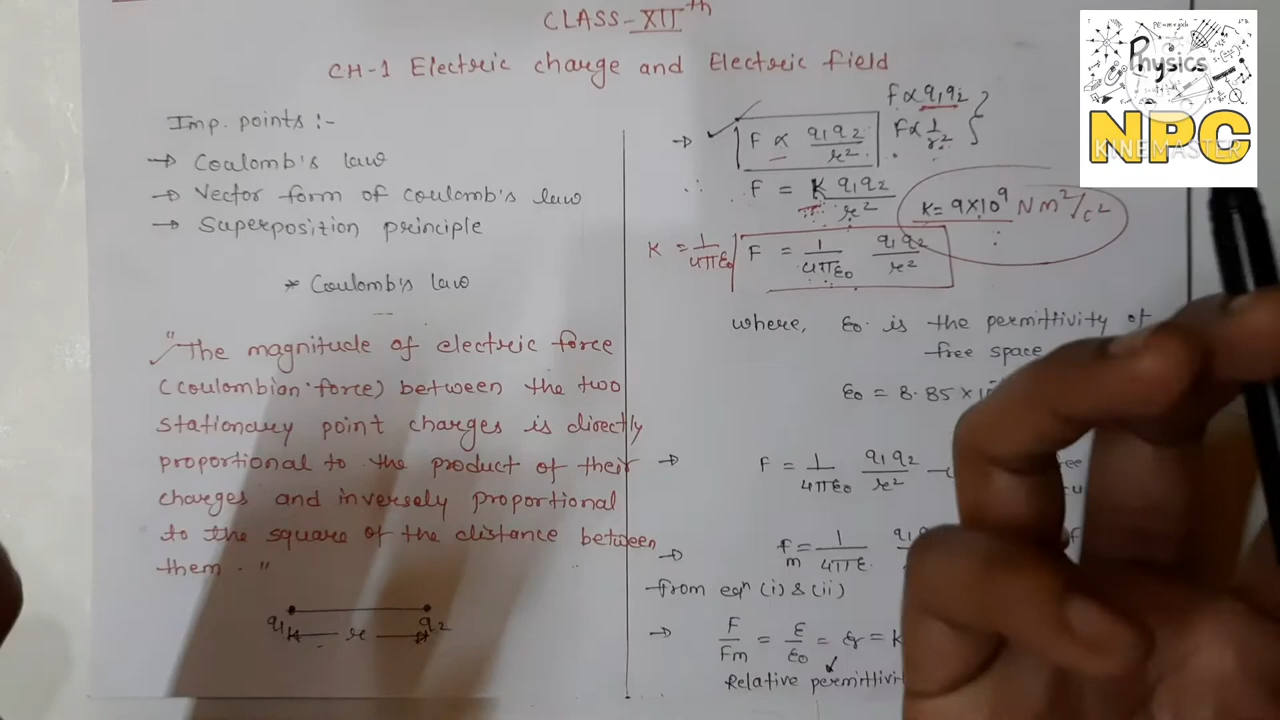 CLASS-XIIth
CH-1 Electric charge and Electric field
Imp. points :-
→ Coulomb's law
→ Vector form of coulomb's law
→ Superposition principle
* Coulomb's law
"The magnitude of electric force
(coulombian force) between the two
stationary point charges is directly
proportional to the product of their
charges and inversely proportional
to the square of the distance between
them."
q1 r q2
F ∝ q1q2
→ F ∝ q1q2/r² F ∝ 1/r²
∴ F = K q1q2/r² K = 9×10⁹ Nm²/c²
K = 1/4πε0 F = 1/4πε0 q1q2/r²
where, ε0 is the permittivity of
free space
ε0 = 8.85×10
→ F = 1/4πε0 q1q2/r²
→ Fm = 1/4πε
from eqn (i) & (ii)
→ F/Fm = ε/ε0 = εr = K
Relative
Physics
NPC
KINEMASTER